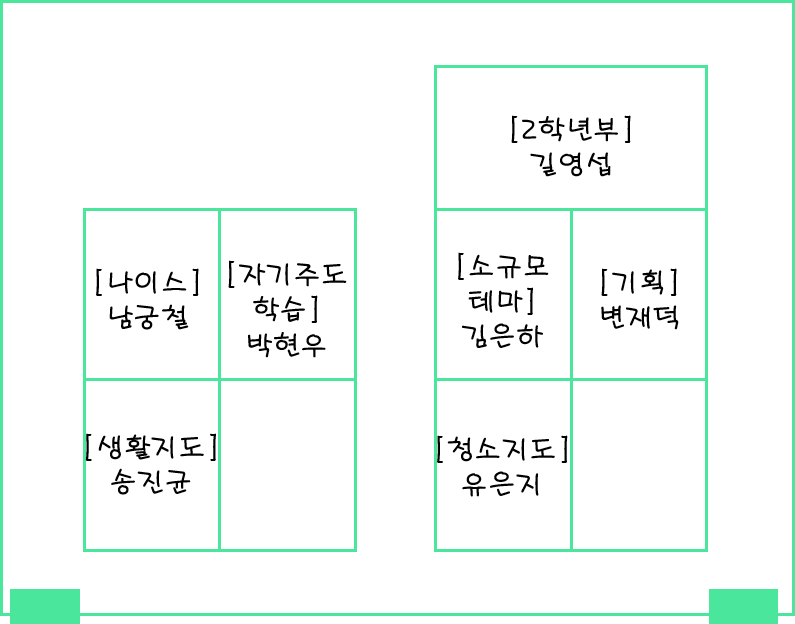 [2학년부]
길영섭
[나이스]
남궁철
[자기주도
학습]
박현우
[소규모
테마]
김은하
[기획]
변재덕
[생활지도]
송진균
[청소지도]
유은지